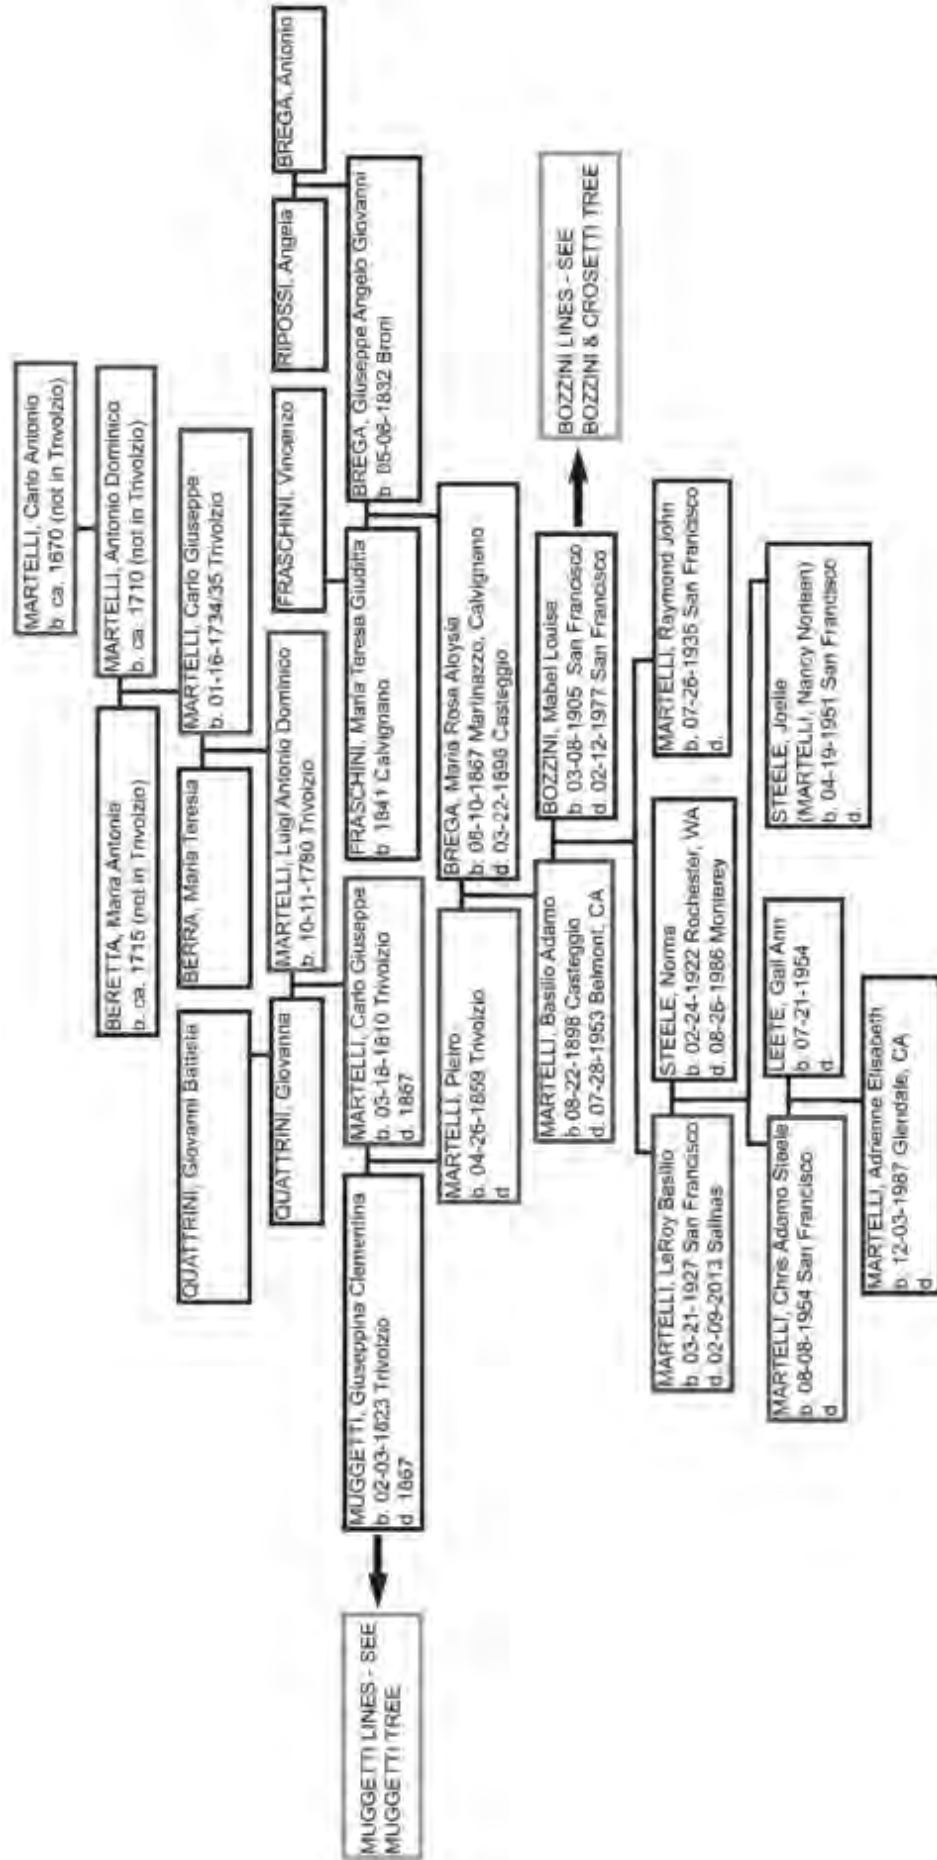 MARTELLI, Carlo Antonio
b. ca. 1670 (not in Trivolzio)
BERETTA, Maria Antonia
b. ca. 1715 (not in Trivolzio)
MARTELLI, Antonio Dominico
b. ca. 1710 (not in Trivolzio)
QUATTRINI, Giovanni Battista
BERRA, Maria Teresia
MARTELLI, Carlo Giuseppe
b. 01-16-1734/35 Trivolzio
QUATTRINI, Giovanna
MARTELLI, Luigi Antonio Dominico
b. 10-11-1780 Trivolzio
FRASCHINI, Vincenzo
RIPOSSI, Angela
BREGA, Antonio
MUGGETTI LINES - SEE
MUGGETTI TREE
MUGGETTI, Giuseppina Clementina
b. 02-03-1823 Trivolzio
d. 1867
MARTELLI, Carlo Giuseppe
b. 03-18-1810 Trivolzio
d. 1867
FRASCHINI, Maria Teresa Giuditta
b 1841 Calvignano
BREGA, Giuseppe Angelo Giovanni
b 05-06-1832 Broni
MARTELLI, Pietro
b. 04-26-1859 Trivolzio
d
BREGA, Maria Rosa Aloysia
b. 08-10-1867 Marinazzo, Calvignano
d. 03-22-1898 Casteggio
MARTELLI, Basilio Adamo
b 08-22-1898 Casteggio
d. 07-28-1953 Belmont, CA
BOZZINI, Mabel Louise
b 03-08-1905 San Francisco
d 02-12-1977 San Francisco
BOZZINI LINES - SEE
BOZZINI & CROSETTI TREE
MARTELLI, LeRoy Basilio
b 03-21-1927 San Francisco
d. 02-09-2013 Salinas
STEELE, Norma
b. 02-24-1922 Rochester, WA
d. 08-26-1986 Monterey
MARTELLI, Raymond John
b. 07-26-1935 San Francisco
d.
MARTELLI, Chris Adamo Steele
b 08-08-1954 San Francisco
d
LEETE, Gail Ann
b 07-21-1954
d.
STEELE, Joelle
(MARTELLI, Nancy Norleen)
b. 04-19-1951 San Francisco
d.
MARTELLI, Adrienne Elisabeth
b. 12-03-1987 Glendale, CA
d